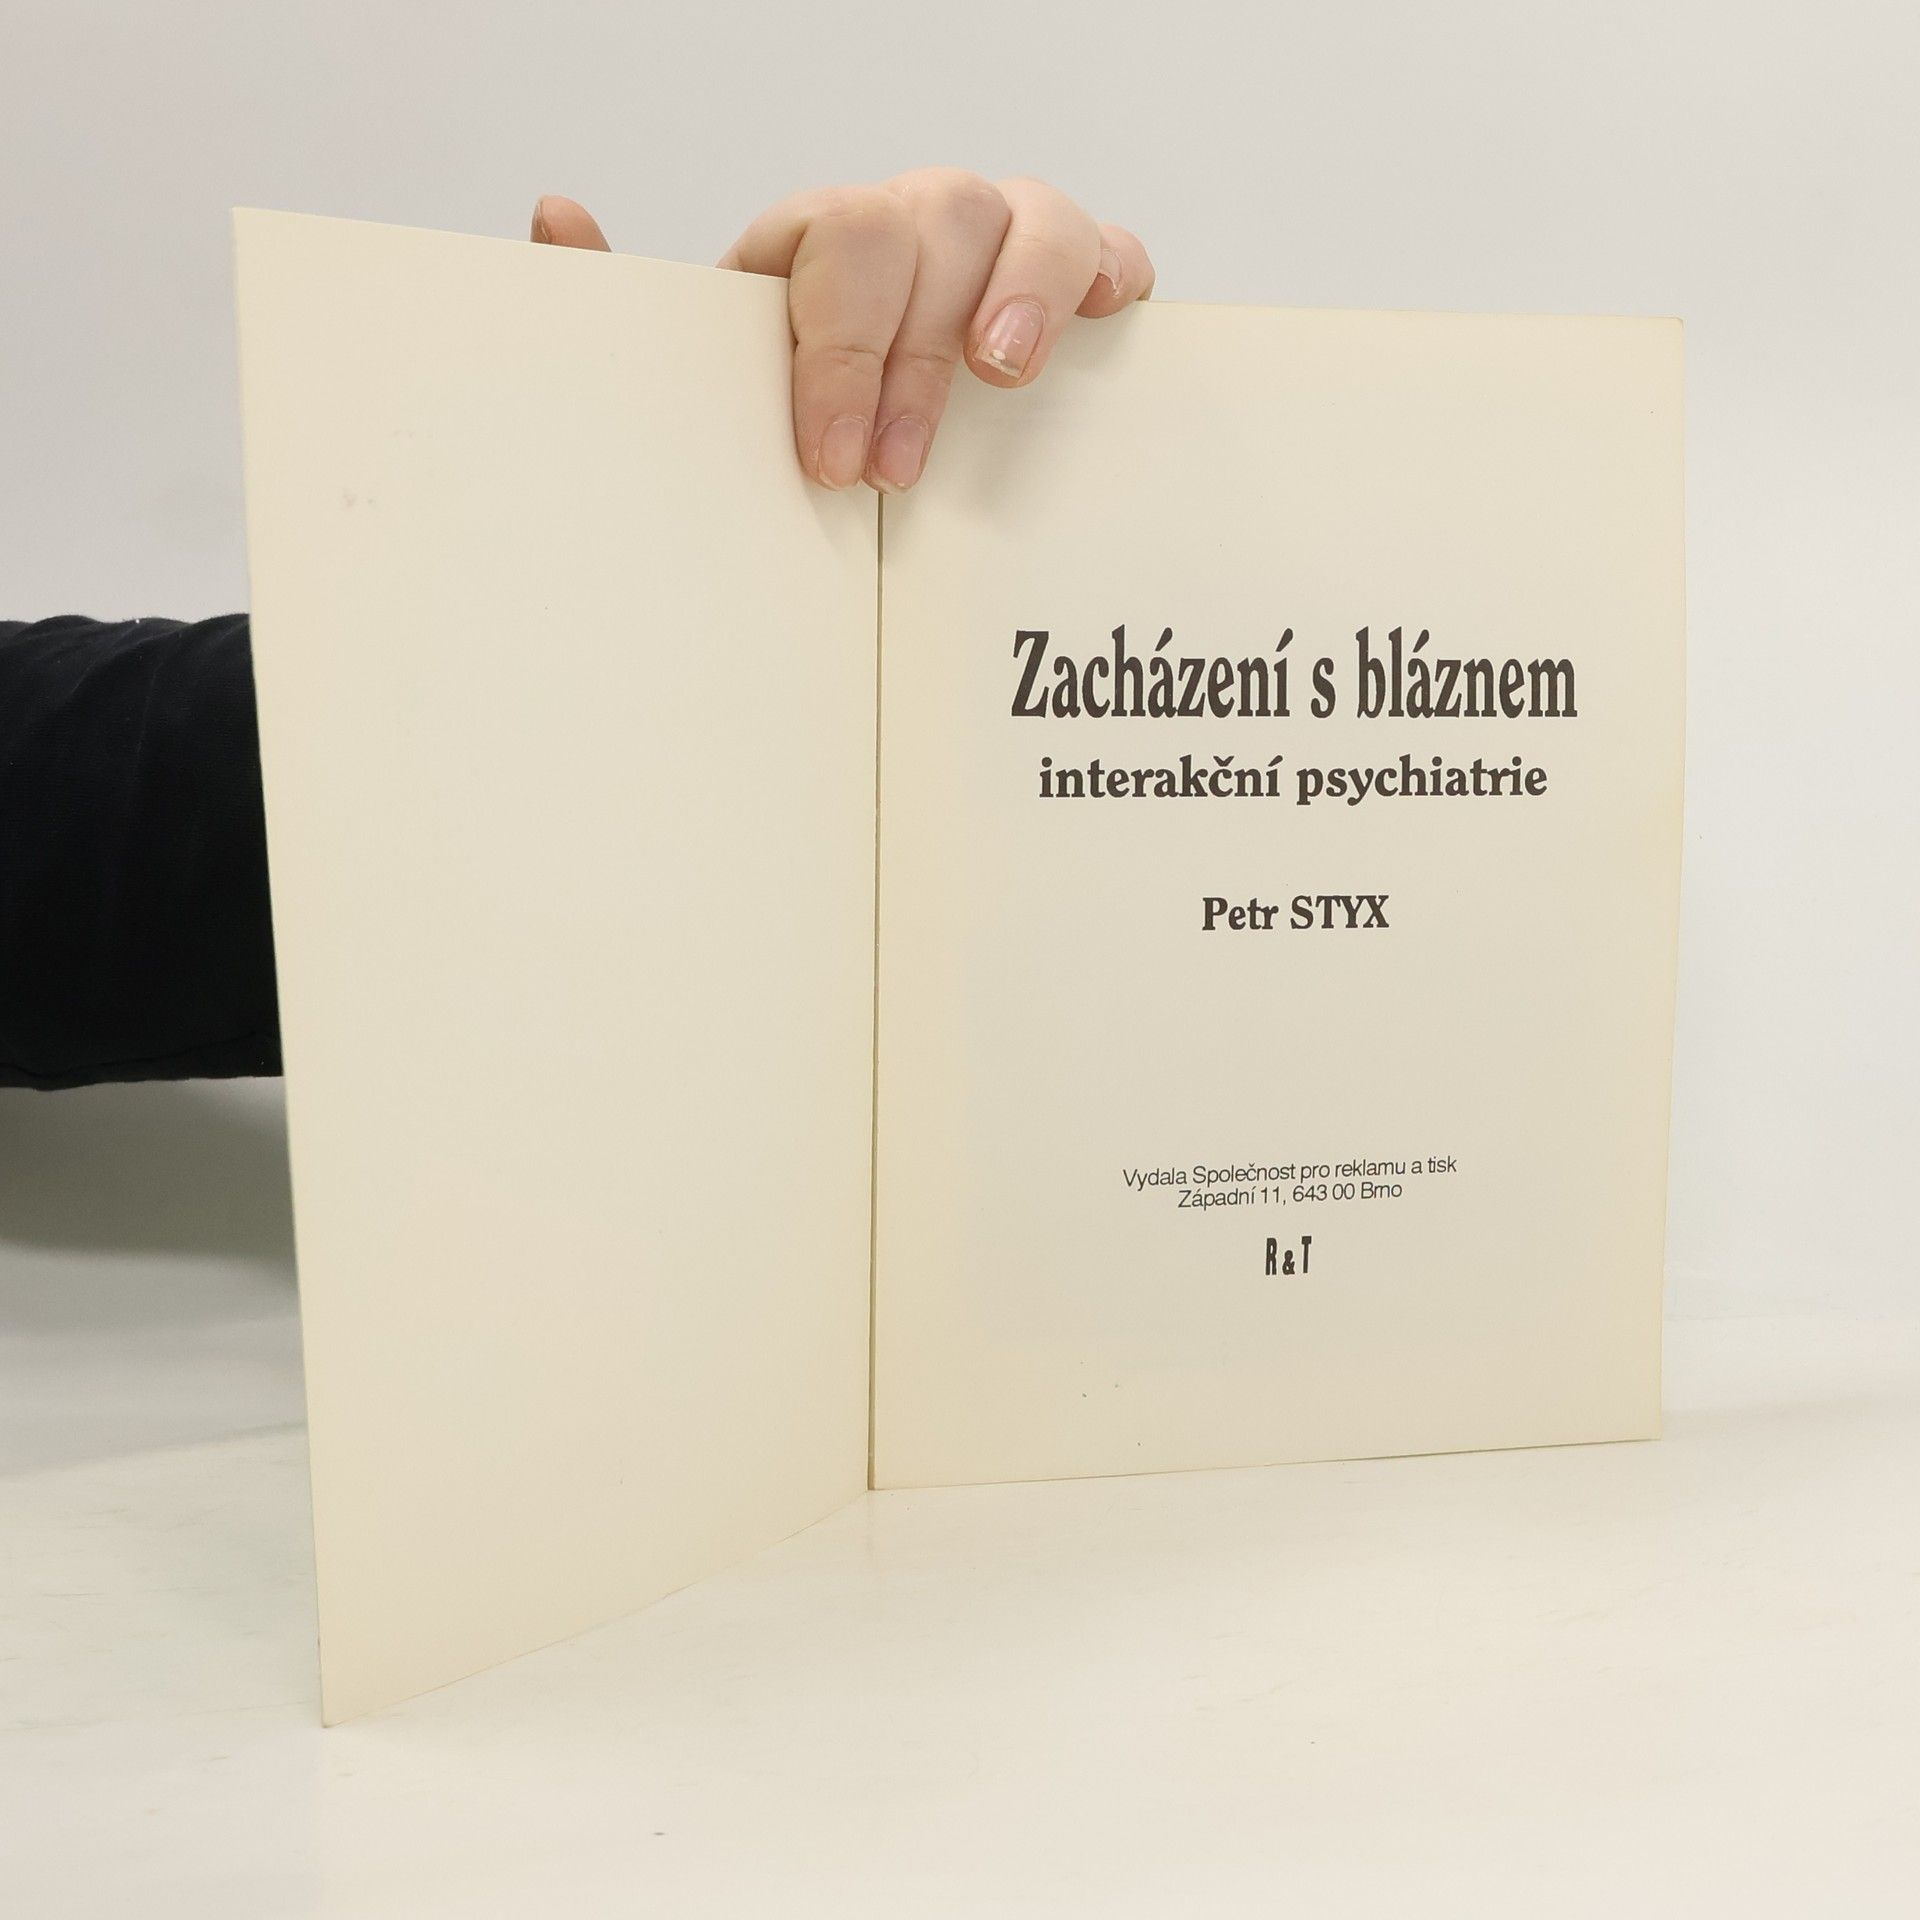 Zacházení s bláznem
interakční psychiatrie
Petr STYX
Vydala Společnost pro reklamu a tisk
Západní 11, 643 00 Brno
R & T